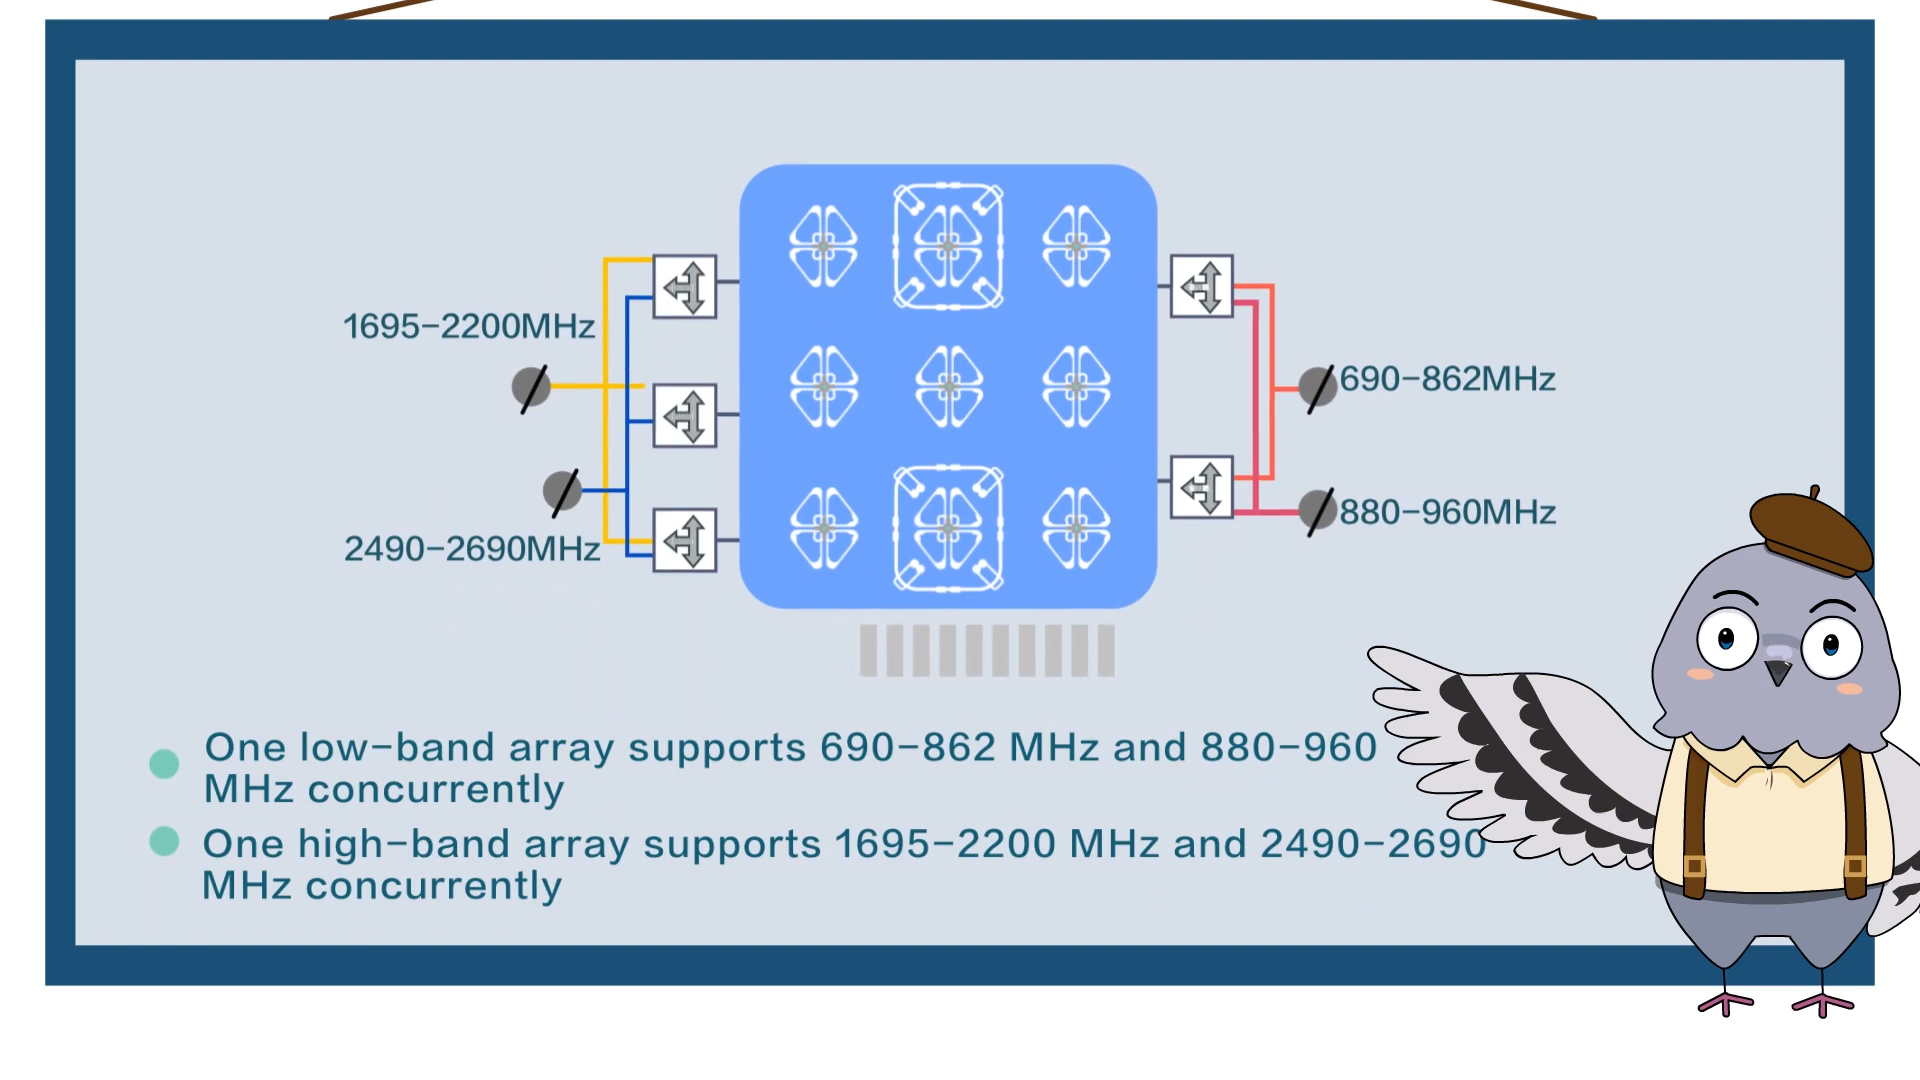 1695-2200MHz
690-862MHz
880-960MHz
2490-2690MHz
One low-band array supports 690-862 MHz and 880-960
MHz concurrently
One high-band array supports 1695-2200 MHz and 2490-2690
MHz concurrently